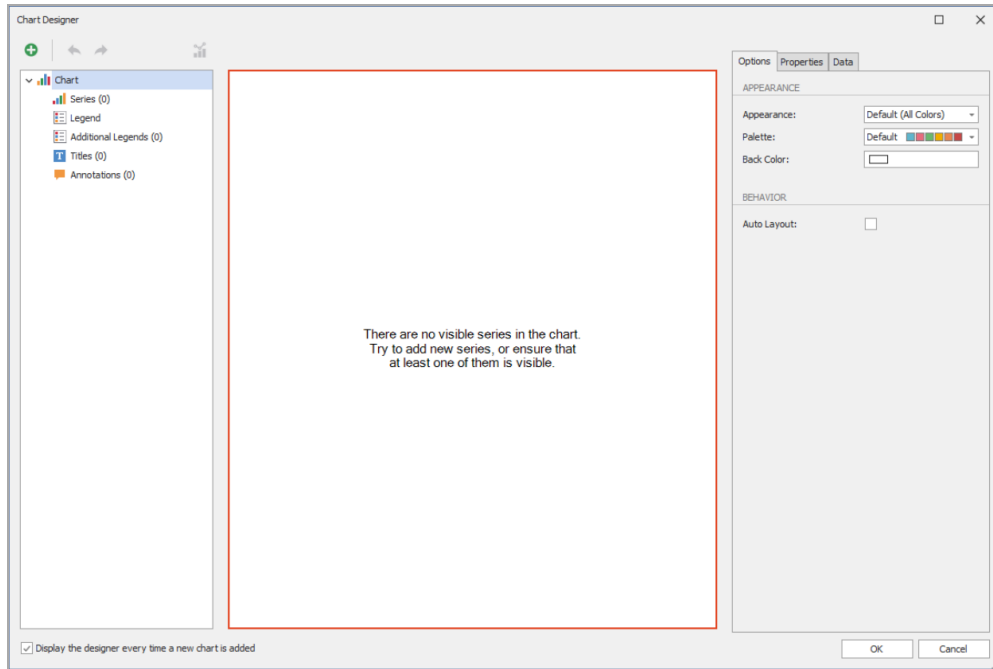 Chart Designer
Chart
Series (0)
Legend
Additional Legends (0)
T Titles (0)
Annotations (0)
There are no visible series in the chart.
Try to add new series, or ensure that
at least one of them is visible.
Options Properties Data
APPEARANCE
Appearance: Default (All Colors)
Palette: Default
Back Color:
BEHAVIOR
Auto Layout:
Display the designer every time a new chart is added
OK Cancel